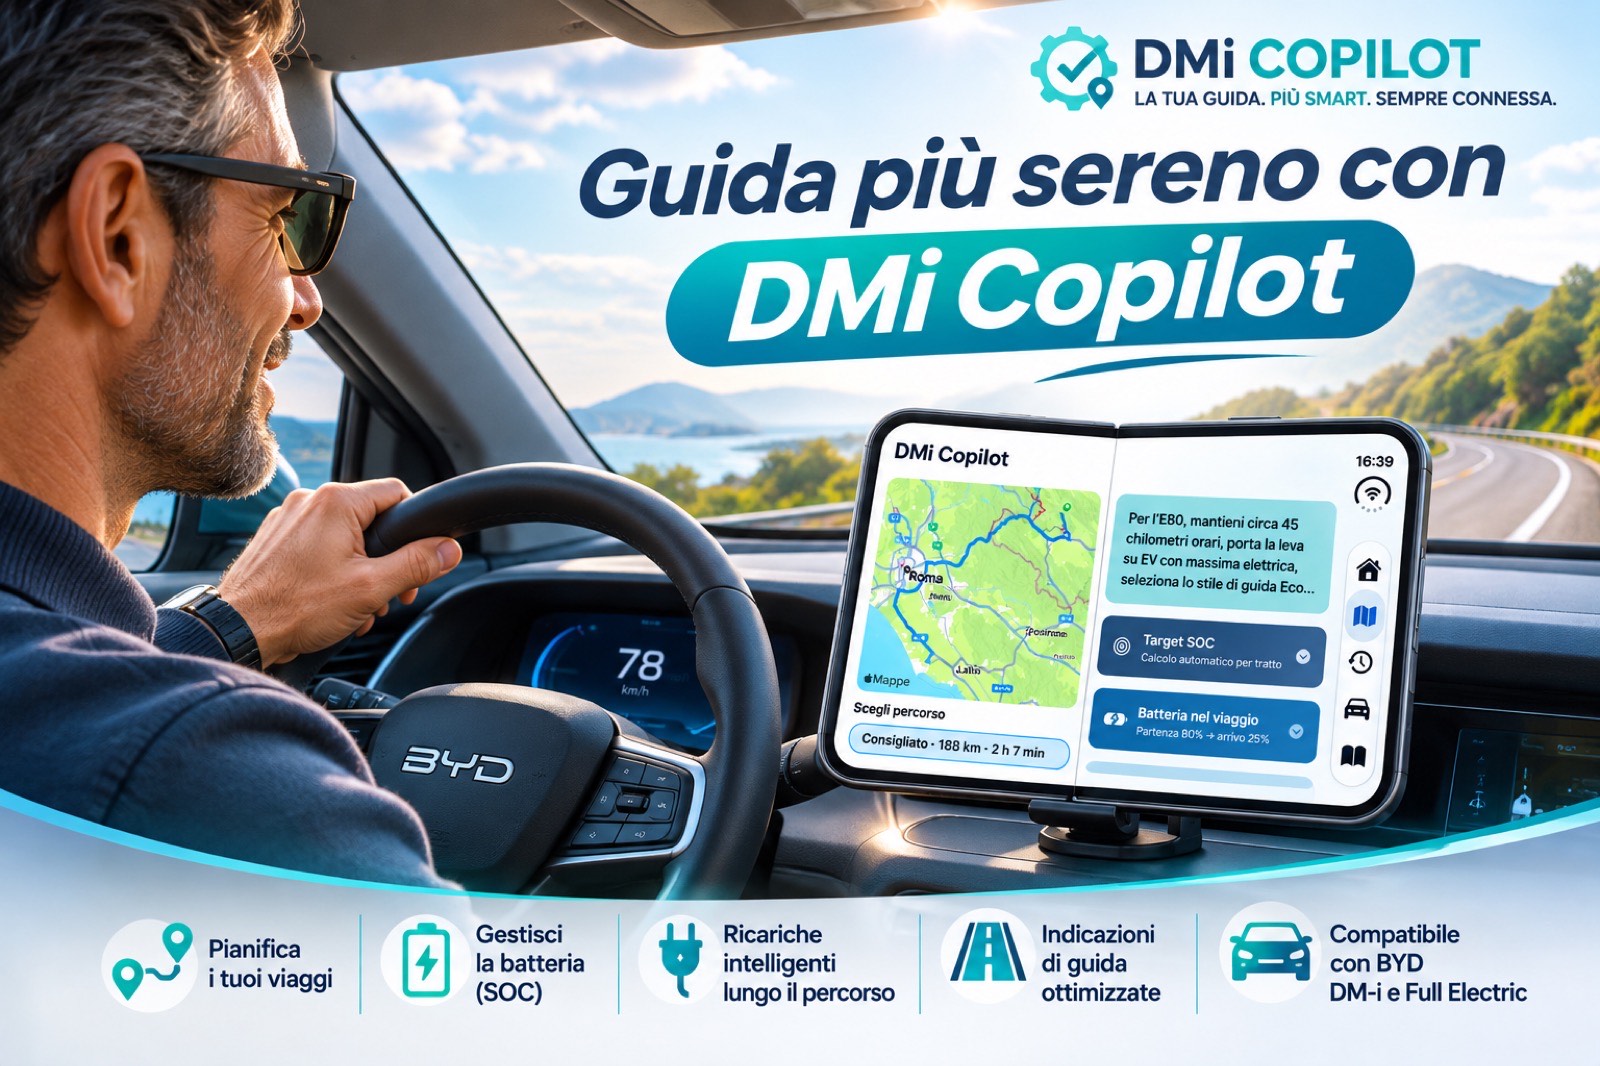 DMi COPILOT
LA TUA GUIDA. PIÙ SMART. SEMPRE CONNESSA.
Guida più sereno con
DMi Copilot
DMi Copilot
16:39
Roma
Mappe
Per l'E80, mantieni circa 45
chilometri orari, porta la leva
su EV con massima elettrica,
seleziona lo stile di guida Eco...
Target SOC
Calcolo automatico per tratto
Batteria nel viaggio
Partenza 80% → arrivo 25%
Scegli percorso
Consigliato · 188 km · 2 h 7 min
78
km/h
BYD
Pianifica
i tuoi viaggi
Gestisci
la batteria
(SOC)
Ricariche
intelligenti
lungo il percorso
Indicazioni
di guida
ottimizzate
Compatibile
con BYD
DM-i e Full Electric